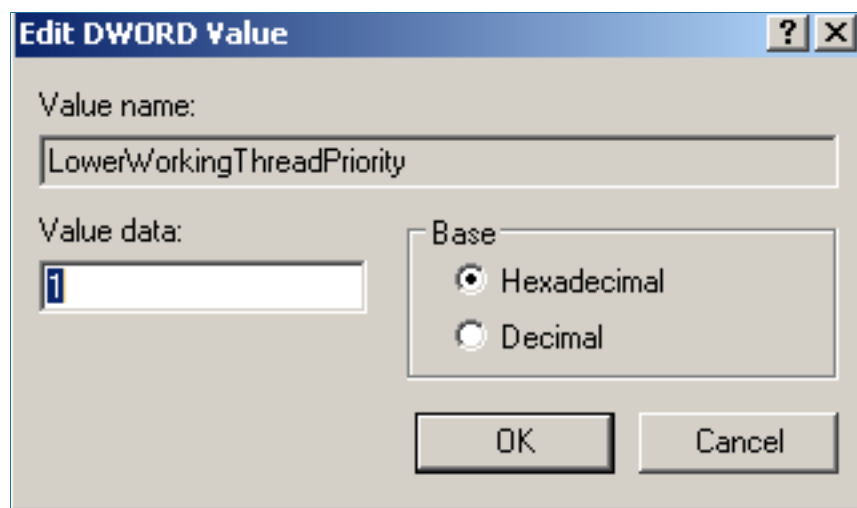 Edit DWORD Value
Value name:
LowerWorkingThreadPriority
Value data:
1
Base
Hexadecimal
Decimal
OK
Cancel